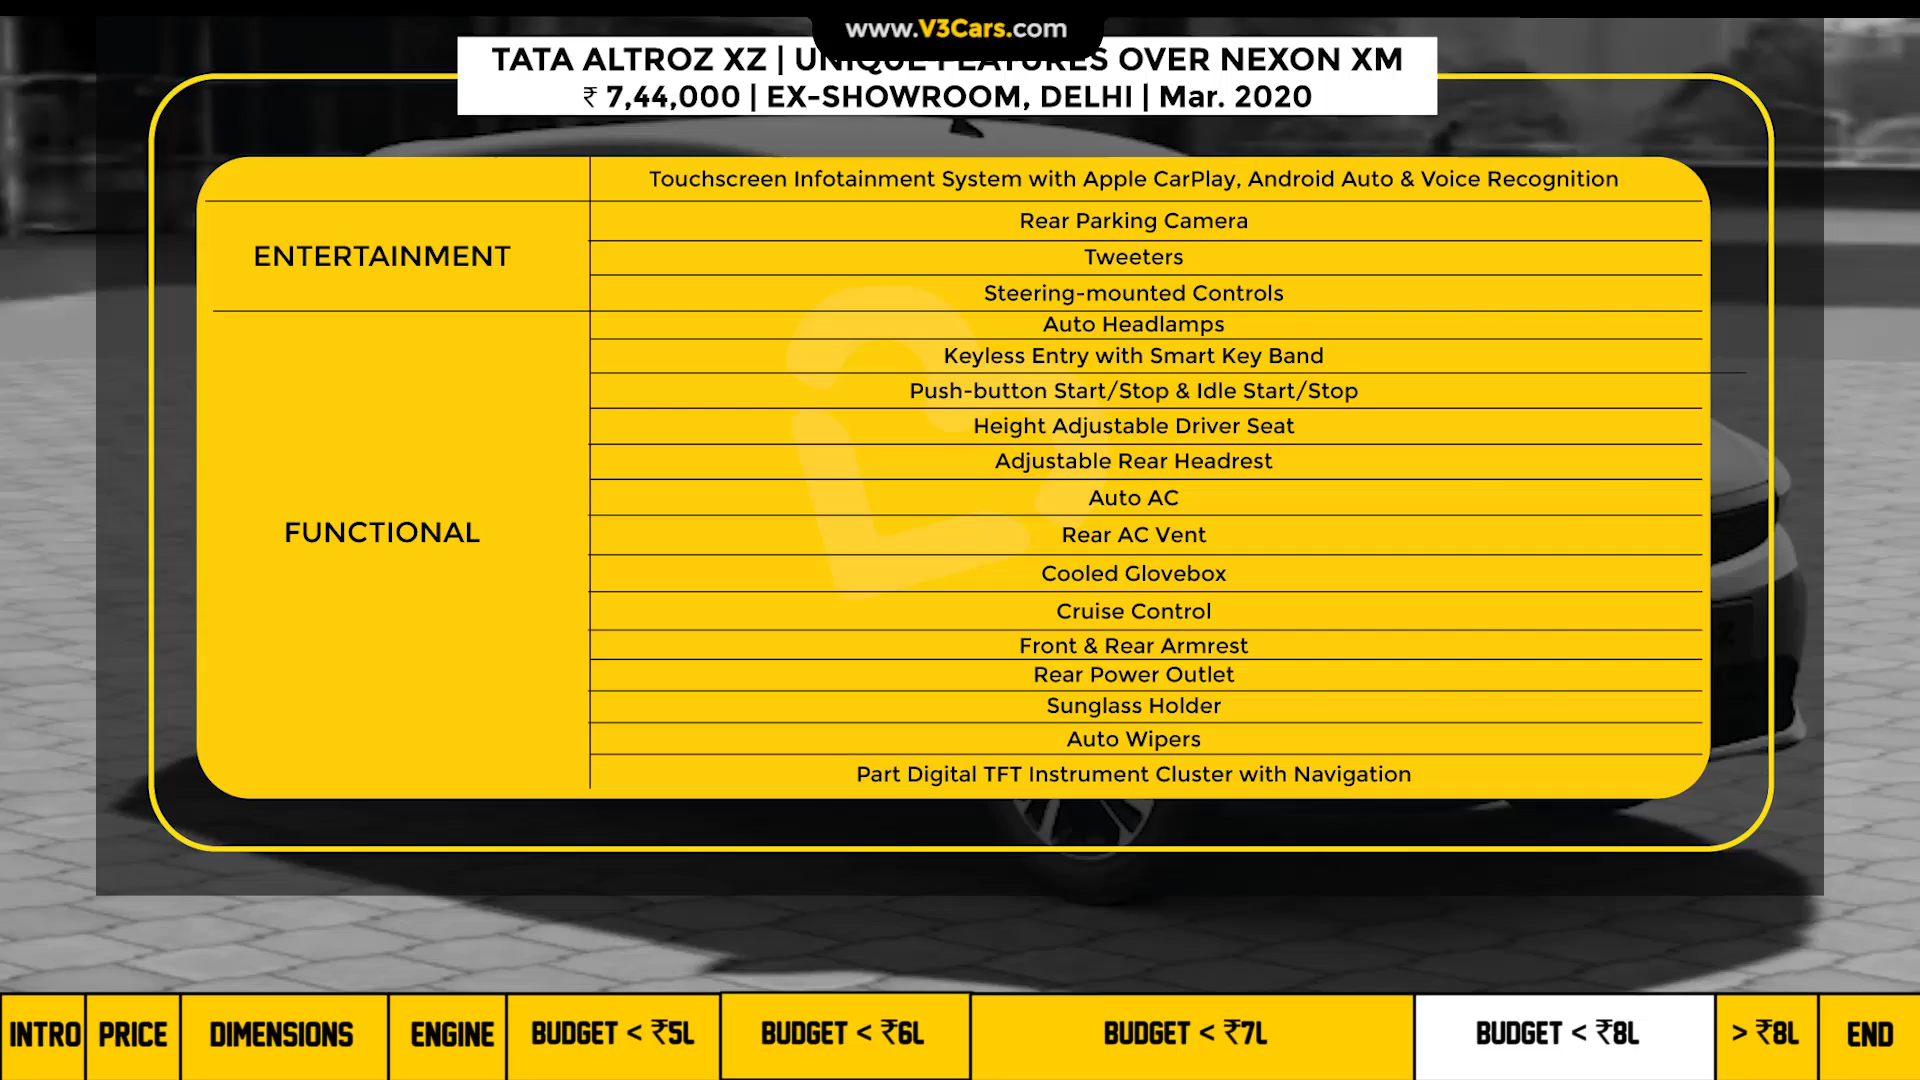 www.V3Cars.com
TATA ALTROZ XZ | UNIQUE FEATURES OVER NEXON XM
₹ 7,44,000 | EX-SHOWROOM, DELHI | Mar. 2020
Touchscreen Infotainment System with Apple CarPlay, Android Auto & Voice Recognition
ENTERTAINMENT
Rear Parking Camera
Tweeters
Steering-mounted Controls
FUNCTIONAL
Auto Headlamps
Keyless Entry with Smart Key Band
Push-button Start/Stop & Idle Start/Stop
Height Adjustable Driver Seat
Adjustable Rear Headrest
Auto AC
Rear AC Vent
Cooled Glovebox
Cruise Control
Front & Rear Armrest
Rear Power Outlet
Sunglass Holder
Auto Wipers
Part Digital TFT Instrument Cluster with Navigation
INTRO
PRICE
DIMENSIONS
ENGINE
BUDGET < ₹5L
BUDGET < ₹6L
BUDGET < ₹7L
BUDGET < ₹8L
> ₹8L
END